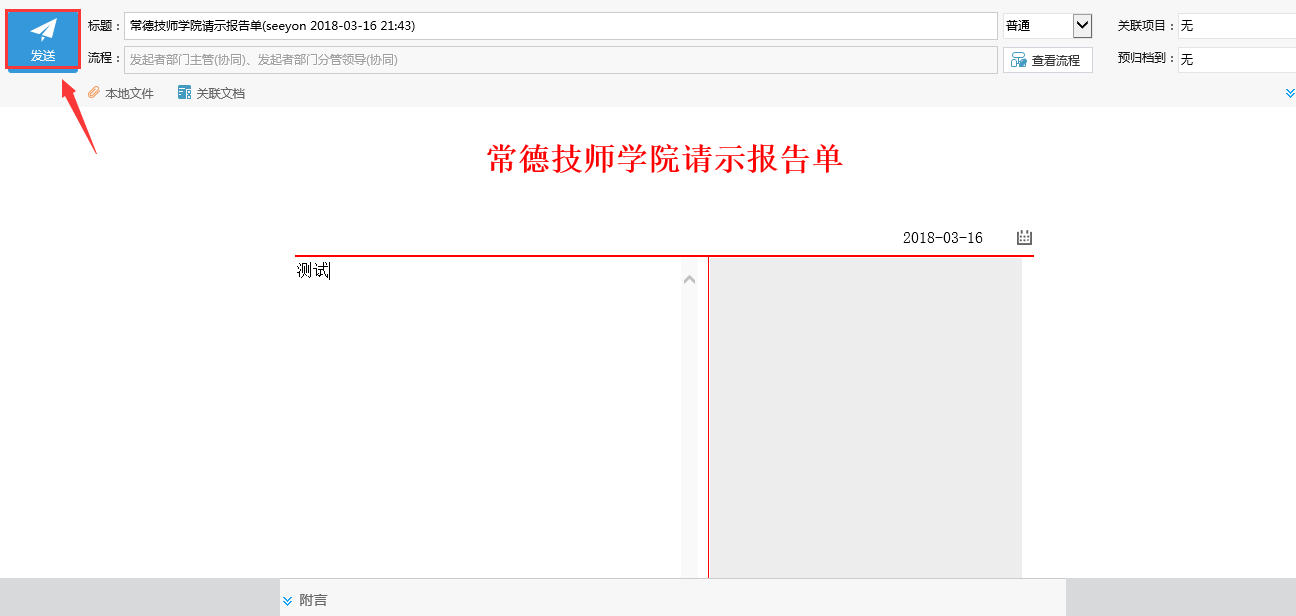 发送
标题： 常德技师学院请示报告单(seeyon 2018-03-16 21:43) 普通 关联项目： 无
流程： 发起者部门主管(协同)、发起者部门分管领导(协同) 查看流程 预归档到： 无
本地文件 关联文档
常德技师学院请示报告单
2018-03-16
测试
附言